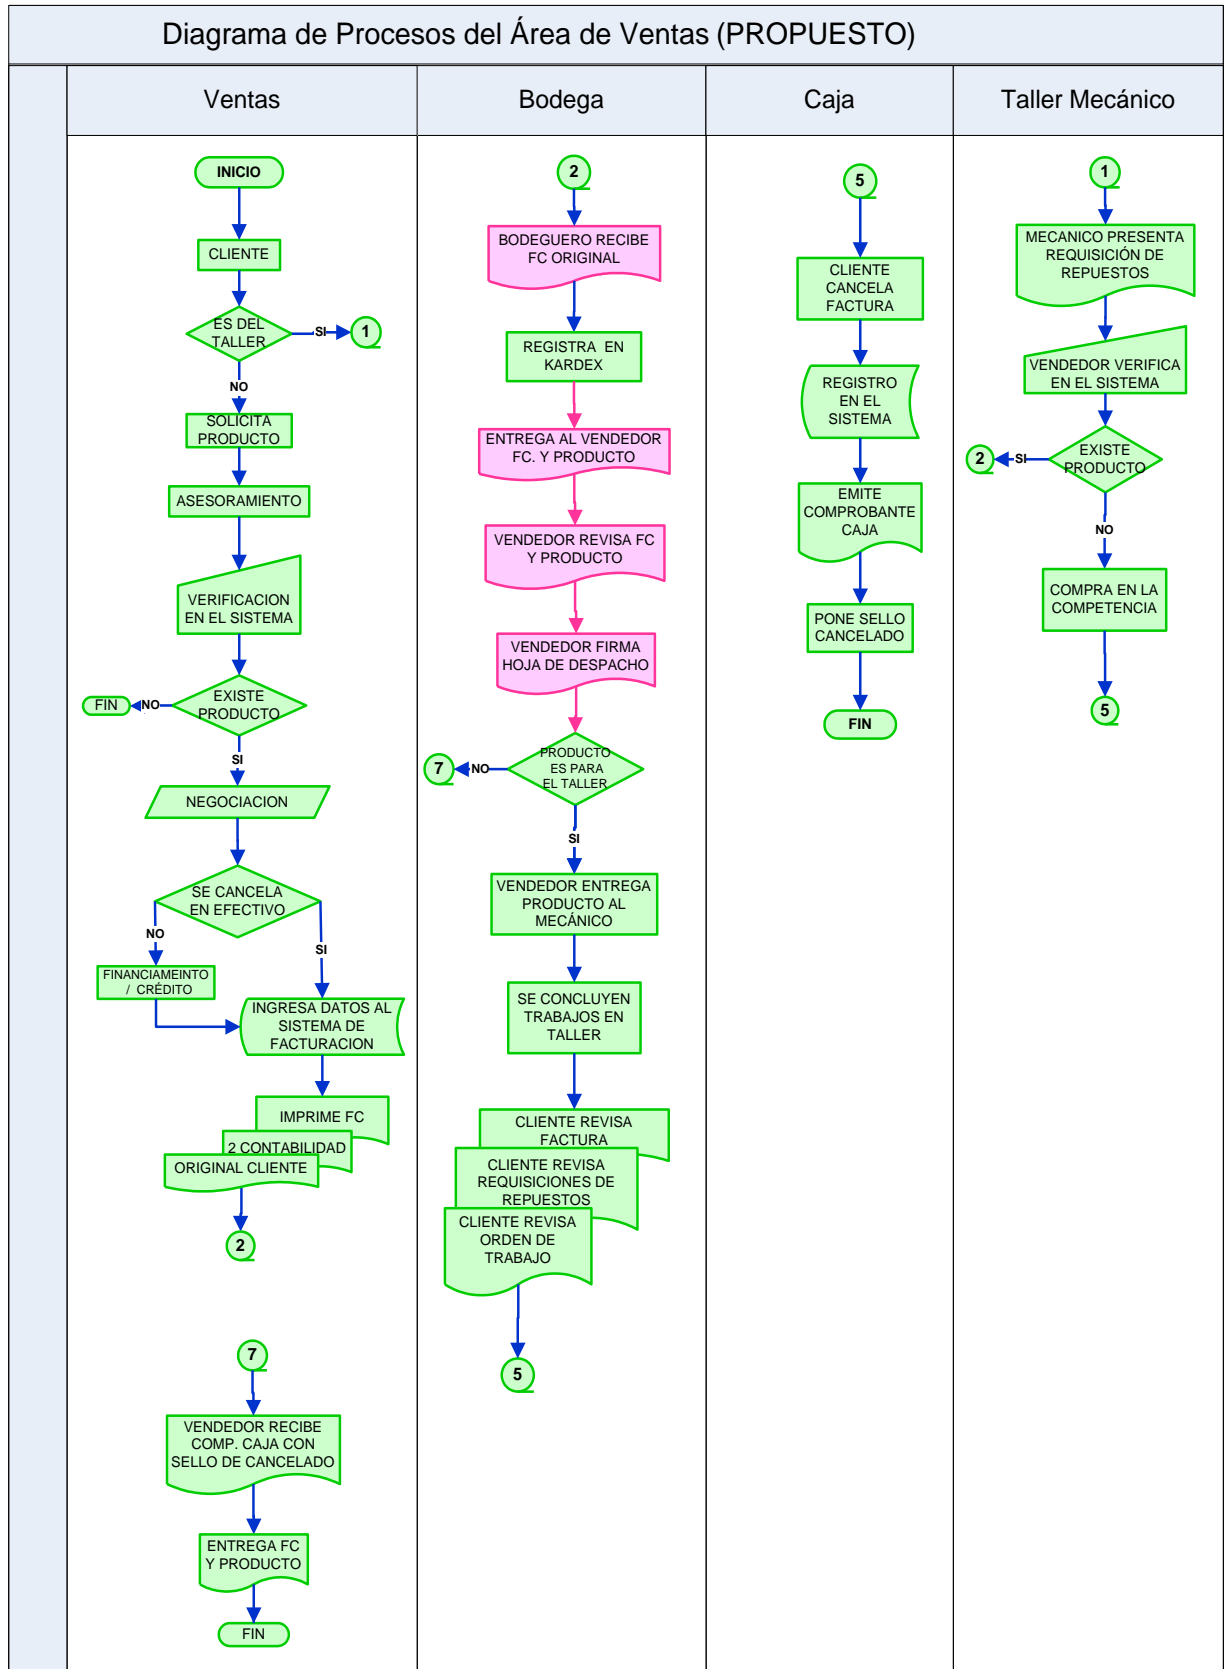 Diagrama de Procesos del Área de Ventas (PROPUESTO)
Ventas
Bodega
Caja
Taller Mecánico
INICIO
CLIENTE
ES DEL
TALLER
SI
1
NO
SOLICITA
PRODUCTO
ASESORAMIENTO
VERIFICACION
EN EL SISTEMA
EXISTE
PRODUCTO
NO
FIN
SI
NEGOCIACION
SE CANCELA
EN EFECTIVO
NO
SI
FINANCIAMEINTO
/ CRÉDITO
INGRESA DATOS AL
SISTEMA DE
FACTURACION
IMPRIME FC
2 CONTABILIDAD
ORIGINAL CLIENTE
2
7
VENDEDOR RECIBE
COMP. CAJA CON
SELLO DE CANCELADO
ENTREGA FC
Y PRODUCTO
FIN
2
BODEGUERO RECIBE
FC ORIGINAL
REGISTRA EN
KARDEX
ENTREGA AL VENDEDOR
FC. Y PRODUCTO
VENDEDOR REVISA FC
Y PRODUCTO
VENDEDOR FIRMA
HOJA DE DESPACHO
PRODUCTO
ES PARA
EL TALLER
NO
7
SI
VENDEDOR ENTREGA
PRODUCTO AL
MECÁNICO
SE CONCLUYEN
TRABAJOS EN
TALLER
CLIENTE REVISA
FACTURA
CLIENTE REVISA
REQUISICIONES DE
REPUESTOS
CLIENTE REVISA
ORDEN DE
TRABAJO
5
5
CLIENTE
CANCELA
FACTURA
REGISTRO
EN EL
SISTEMA
EMITE
COMPROBANTE
CAJA
PONE SELLO
CANCELADO
FIN
1
MECANICO PRESENTA
REQUISICIÓN DE
REPUESTOS
VENDEDOR VERIFICA
EN EL SISTEMA
EXISTE
PRODUCTO
SI
2
NO
COMPRA EN LA
COMPETENCIA
5